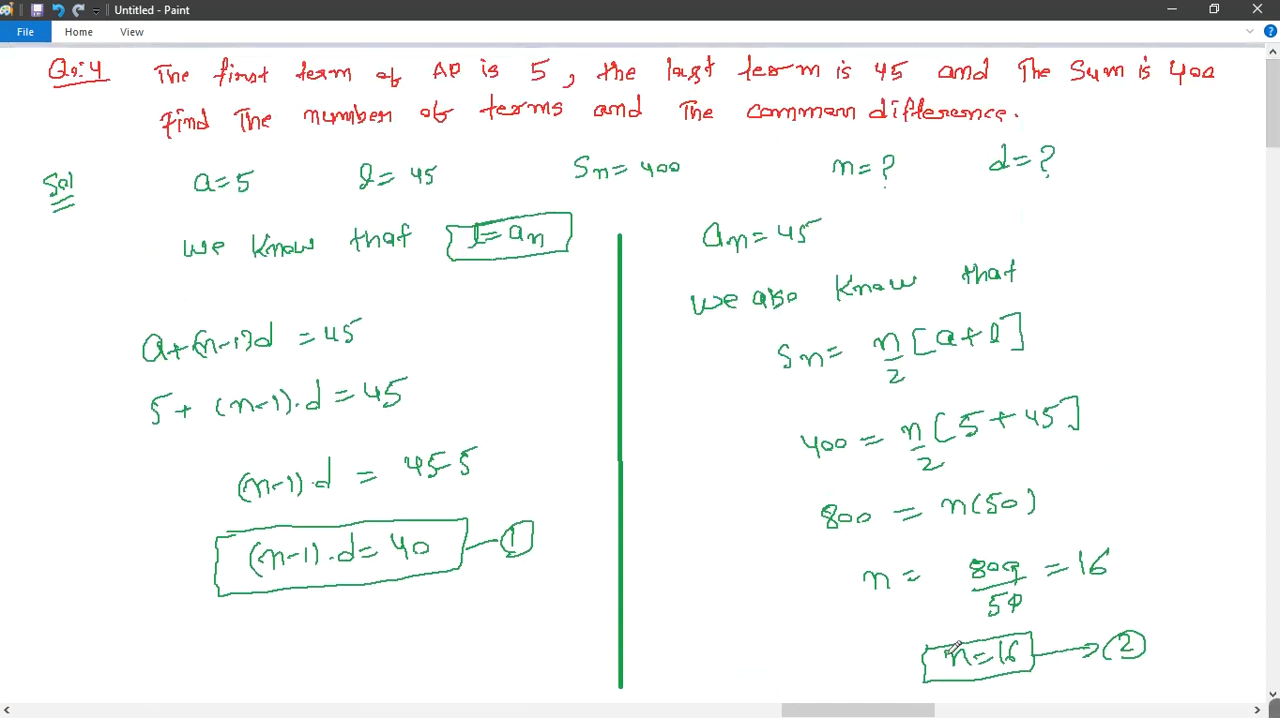 Untitled - Paint
File Home View
Qs:4 The first term of AP is 5, the last term is 45 and The Sum is 400
Find The number of terms and The common difference.
Sol a=5 l=45 Sn=400 n=? d=?
we know that l=an
a+(n-1)d =45
5+ (n-1).d=45
(n-1).d = 45-5
(n-1).d=40 — 1
an=45
we also know that
Sn= n/2 [a+l]
400 = n/2 [5+45]
800 = n(50)
n = 800/50 =16
n=16 → 2